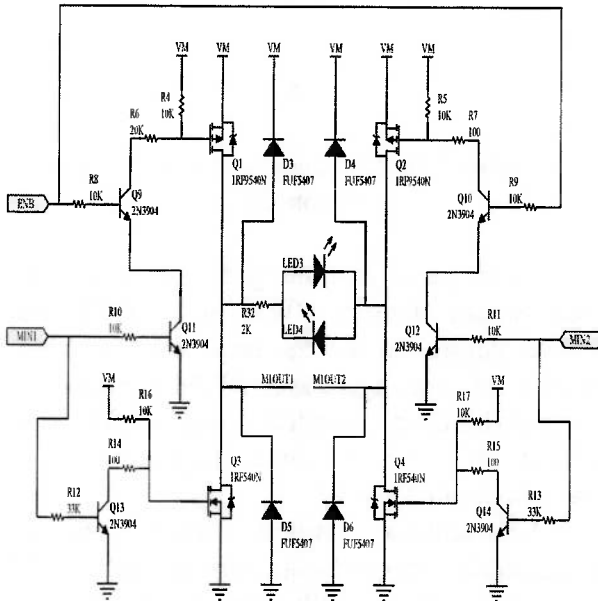 VM VM VM VM VM VM
R4
10K
R6
20K
R5
10K
R7
100
Q1
IRF9540N
D3
FUF5407
D4
FUF5407
Q2
IRF9540N
R8
10K
Q9
2N3904
ENB
Q10
2N3904
R9
10K
LED3
R32
2K
LED4
R10
10K
Q11
2N3904
MIN1
Q12
2N3904
R11
10K
MIN2
M1OUT1 M1OUT2
VM
R16
10K
R14
100
R12
33K
Q13
2N3904
Q3
IRF540N
D5
FUF5407
D6
FUF5407
Q4
IRF540N
VM
R17
10K
R15
100
Q14
2N3904
R13
33K